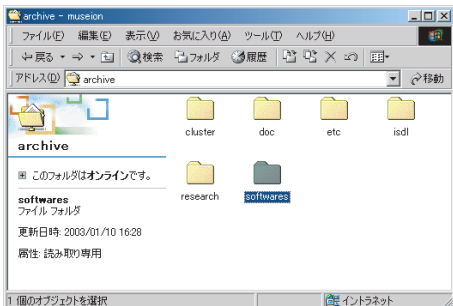 archive - museion
ファイル(F) 編集(E) 表示(V) お気に入り(A) ツール(T) ヘルプ(H)
戻る 検索 フォルダ 履歴
アドレス(D) archive 移動
archive
このフォルダはオンラインです。
softwares
ファイル フォルダ
更新日時: 2003/01/10 16:28
属性: 読み取り専用
cluster doc etc isdl
research softwares
1 個のオブジェクトを選択 イントラネット